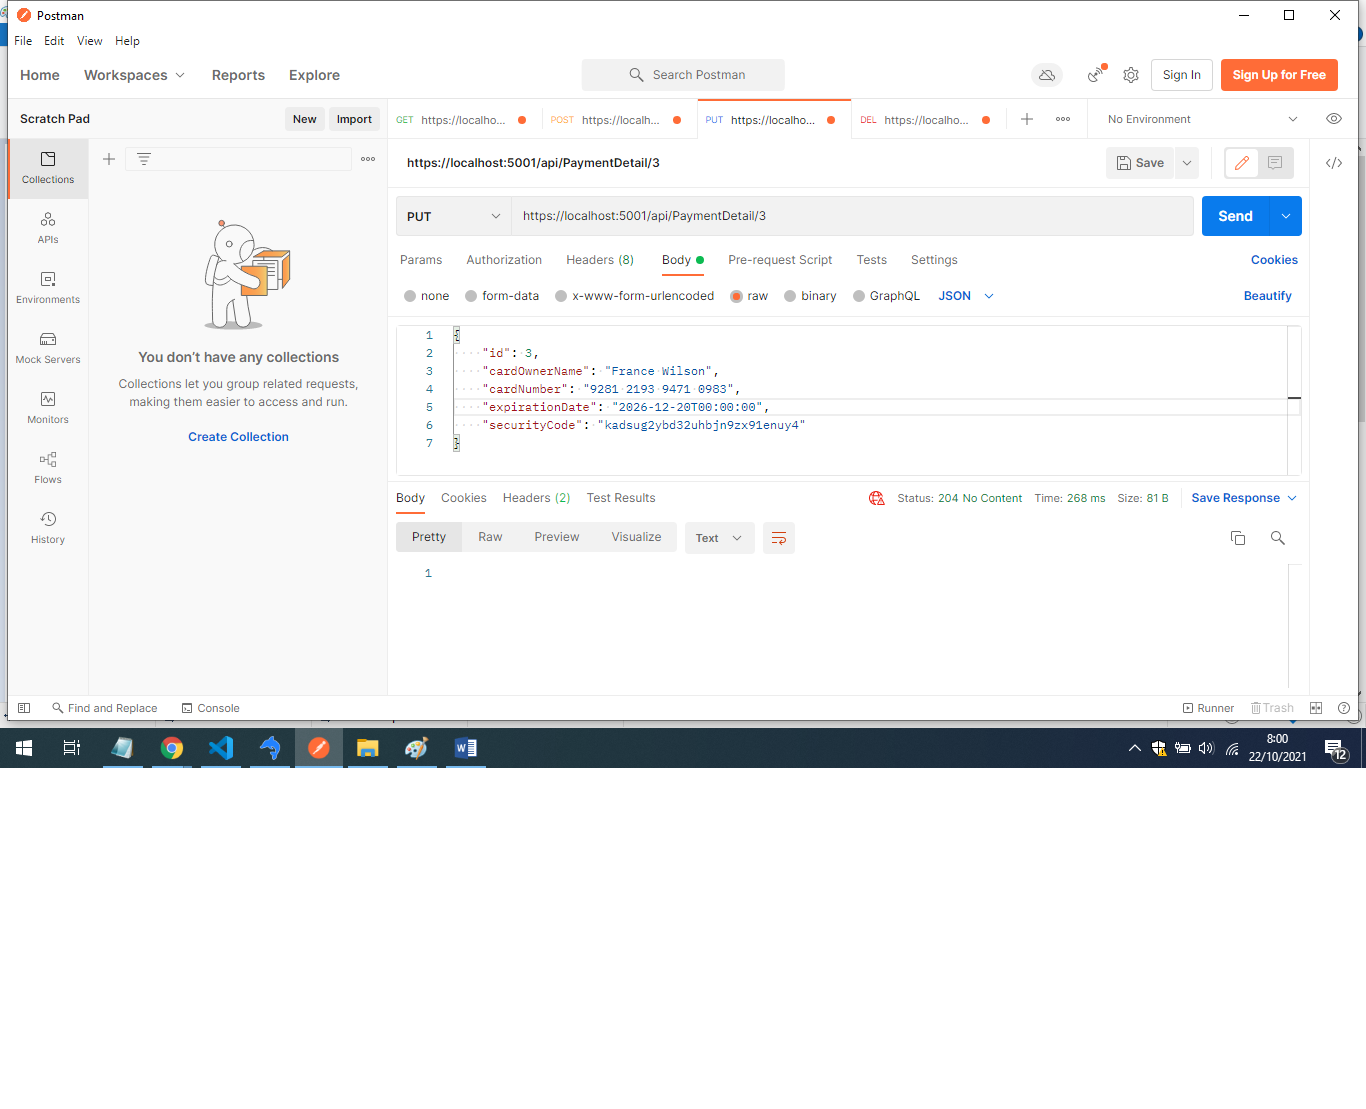 Postman
File Edit View Help
Home Workspaces Reports Explore Search Postman Sign In Sign Up for Free
Scratch Pad New Import GET https://localho... POST https://localh... PUT https://localho... DEL https://localho... No Environment
https://localhost:5001/api/PaymentDetail/3 Save
Collections
APIs
Environments
Mock Servers
Monitors
Flows
History
You don't have any collections
Collections let you group related requests,
making them easier to access and run.
Create Collection
PUT https://localhost:5001/api/PaymentDetail/3 Send
Params Authorization Headers (8) Body Pre-request Script Tests Settings Cookies
none form-data x-www-form-urlencoded raw binary GraphQL JSON Beautify
1 {
2 "id": 3,
3 "cardOwnerName": "France Wilson",
4 "cardNumber": "9281 2193 9471 0983",
5 "expirationDate": "2026-12-20T00:00:00",
6 "securityCode": "kadsug2ybd32uhbjn9zx91enuy4"
7 }
Body Cookies Headers (2) Test Results Status: 204 No Content Time: 268 ms Size: 81 B Save Response
Pretty Raw Preview Visualize Text
1
Find and Replace Console Runner Trash
8:00
22/10/2021
12